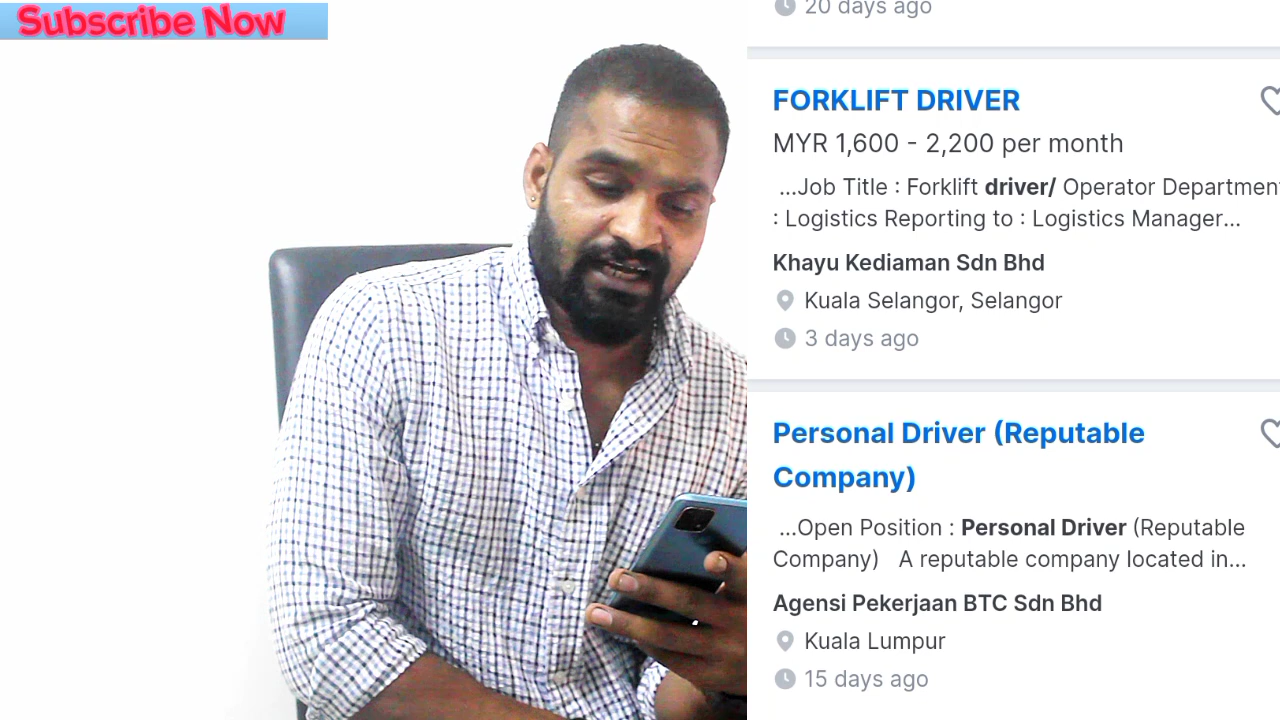 Subscribe Now
20 days ago
FORKLIFT DRIVER
MYR 1,600 - 2,200 per month
...Job Title : Forklift driver/ Operator Department
: Logistics Reporting to : Logistics Manager...
Khayu Kediaman Sdn Bhd
Kuala Selangor, Selangor
3 days ago
Personal Driver (Reputable
Company)
...Open Position : Personal Driver (Reputable
Company) A reputable company located in...
Agensi Pekerjaan BTC Sdn Bhd
Kuala Lumpur
15 days ago